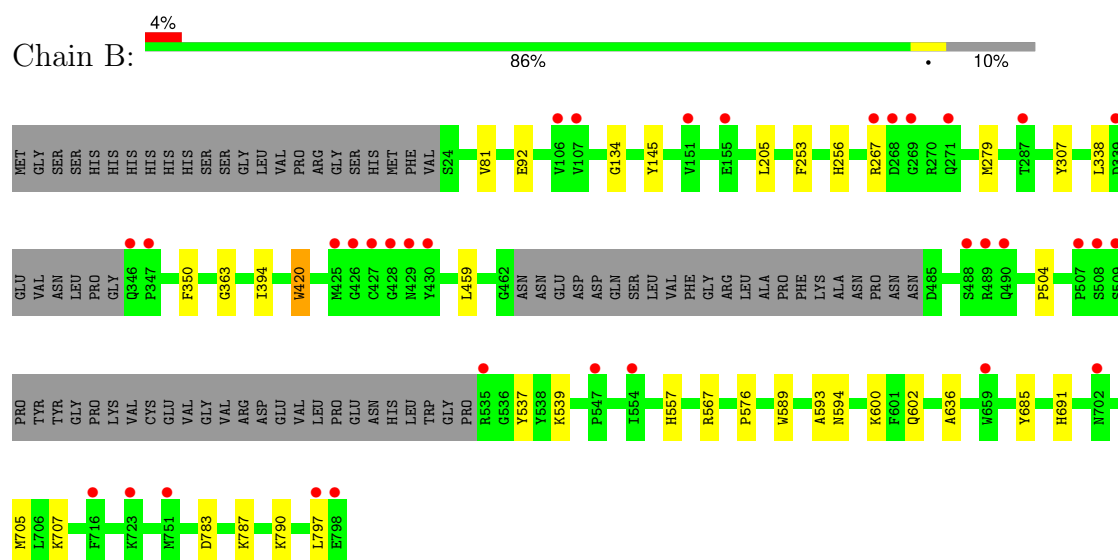 4%
Chain B:
86% • 10%
MET GLY SER SER HIS HIS HIS HIS HIS HIS SER SER GLY LEU VAL PRO ARG GLY SER HIS MET PHE VAL S24 V81 E92 V106 V107 G134 Y145 V151 E155 L205 F253 H256 R267 D268 G269 R270 Q271 M279 T287 Y307 L338 D339
GLU VAL ASN LEU PRO GLY Q346 P347 F350 G363 I394 W420 M425 G426 C427 G428 N429 Y430 L459 G462 ASN ASN GLU ASP ASP GLN SER LEU VAL PHE GLY ARG LEU ALA PRO PHE LYS ALA ASN PRO ASN ASN D485 S488 R489 Q490 P504 P507 S508 S509
PRO TYR TYR GLY PRO LYS VAL CYS GLU VAL GLY VAL ARG ASP GLU VAL LEU PRO GLU ASN HIS LEU TRP GLY PRO R535 G536 Y537 Y538 K539 P547 I554 H557 R567 P576 W589 A593 N594 K600 F601 Q602 A636 W659 Y685 H691 N702
M705 L706 K707 F716 K723 M751 D783 K787 K790 L797 E798